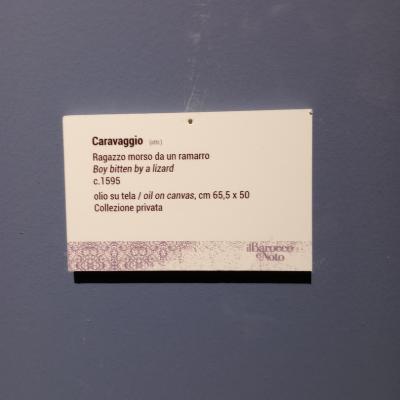 Caravaggio (attr.)
Ragazzo morso da un ramarro
Boy bitten by a lizard
c.1595
olio su tela / oil on canvas, cm 65,5 x 50
Collezione privata
ilBarocco
èNoto